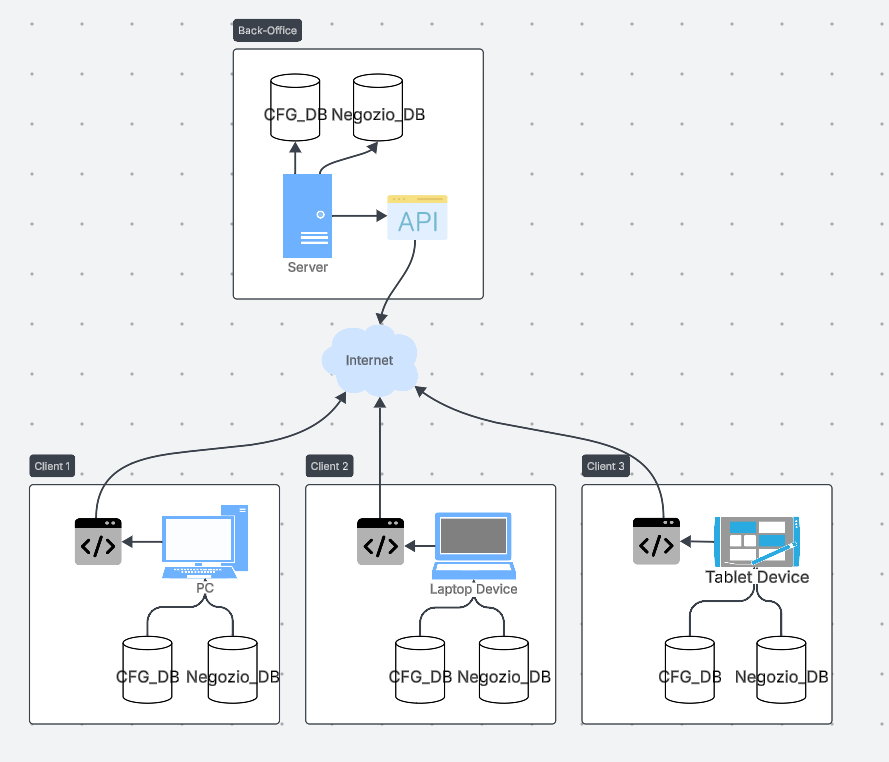 Back-Office
CFG_DB
Negozio_DB
API
Server
Internet
Client 1
Client 2
Client 3
</>
</>
</>
PC
Laptop Device
Tablet Device
CFG_DB
Negozio_DB
CFG_DB
Negozio_DB
CFG_DB
Negozio_DB